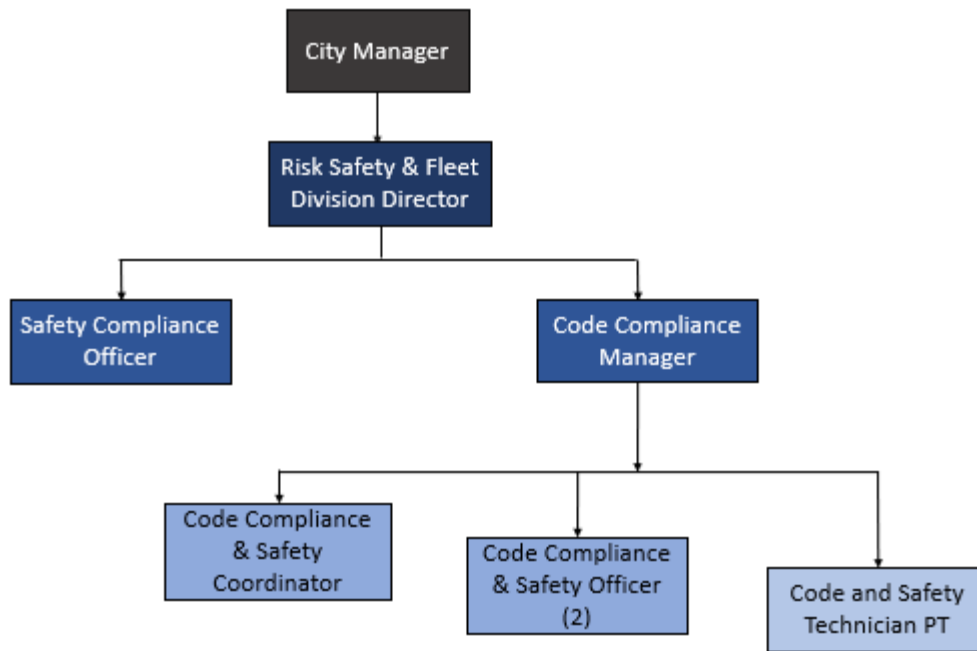 City Manager
Risk Safety & Fleet
Division Director
Safety Compliance
Officer
Code Compliance
Manager
Code Compliance
& Safety
Coordinator
Code Compliance
& Safety Officer
(2)
Code and Safety
Technician PT